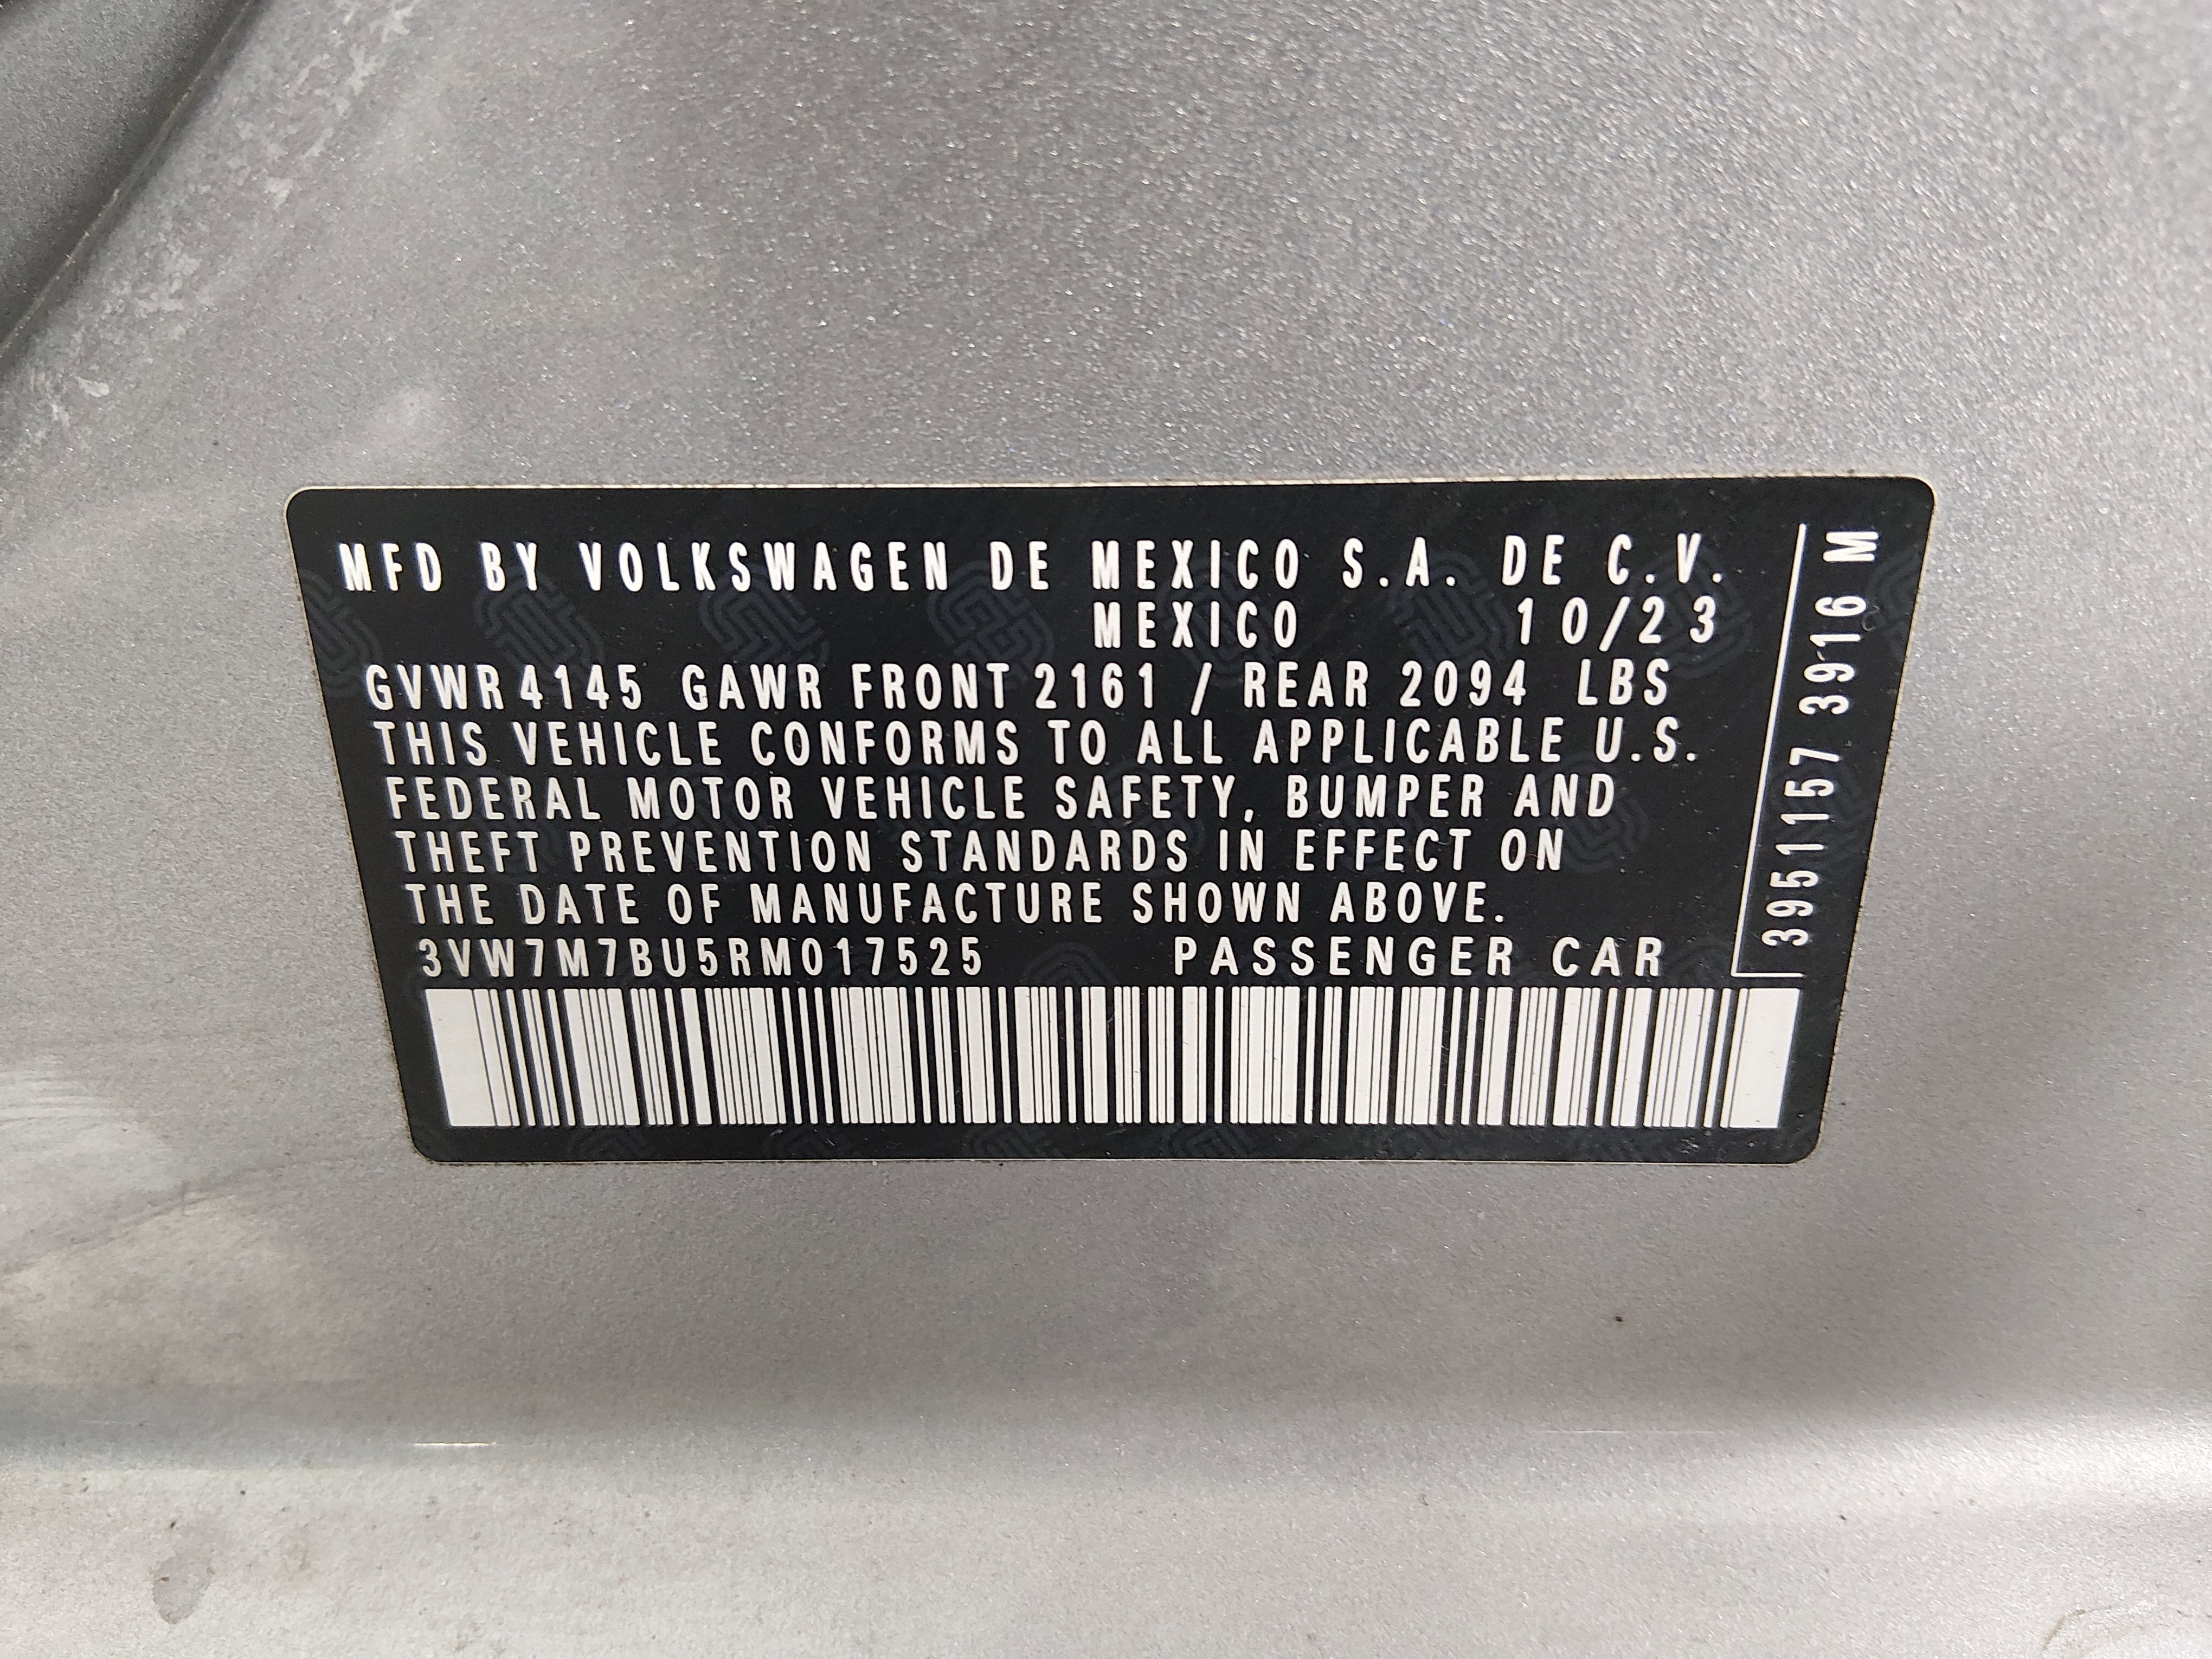 MFD BY VOLKSWAGEN DE MEXICO S.A. DE C.V.
MEXICO 10/23
GVWR 4145 GAWR FRONT 2161 / REAR 2094 LBS
THIS VEHICLE CONFORMS TO ALL APPLICABLE U.S.
FEDERAL MOTOR VEHICLE SAFETY, BUMPER AND
THEFT PREVENTION STANDARDS IN EFFECT ON
THE DATE OF MANUFACTURE SHOWN ABOVE.
3VW7M7BU5RM017525 PASSENGER CAR
3951157 3916 M